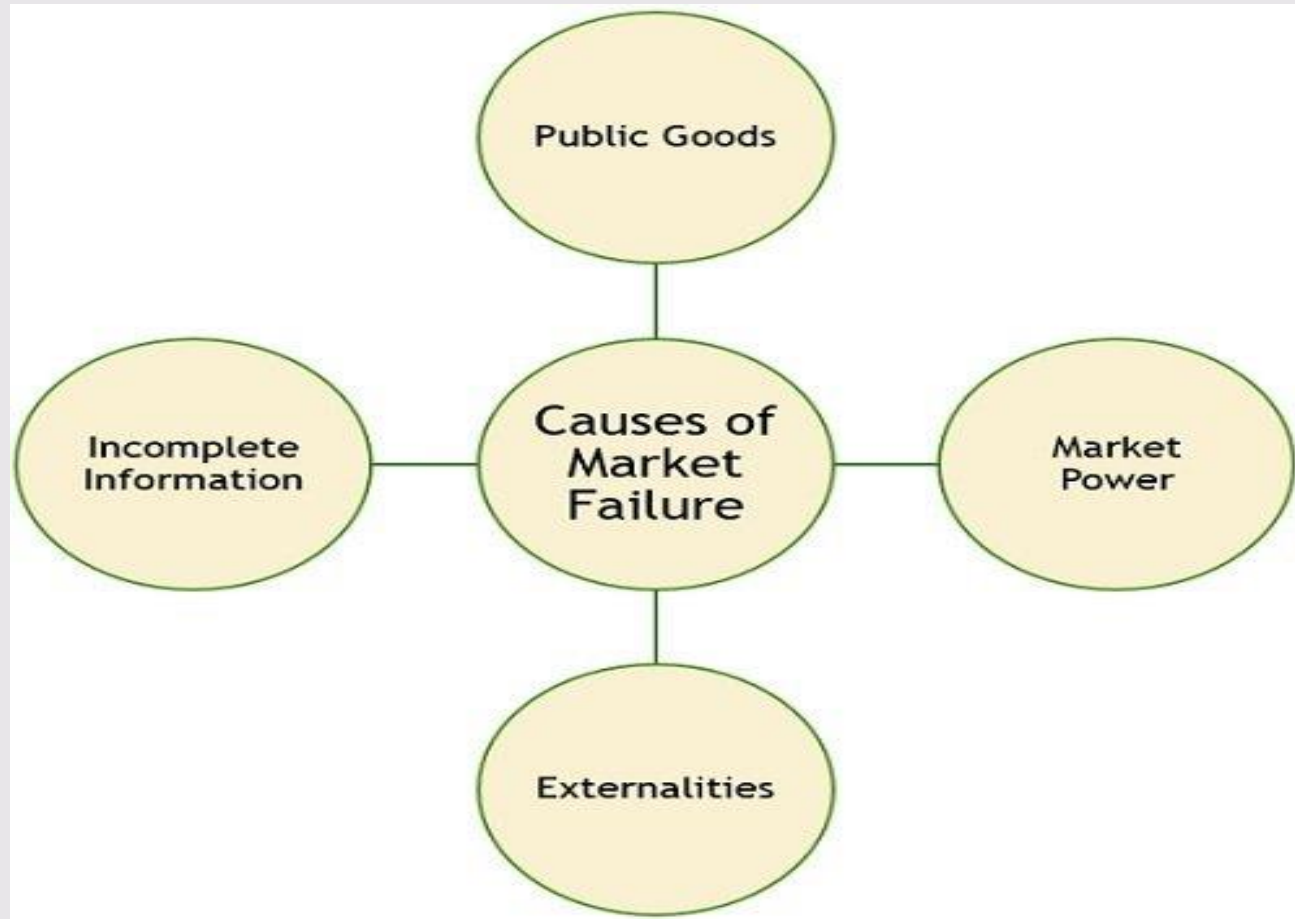 Public Goods
Incomplete
Information
Causes of
Market
Failure
Market
Power
Externalities